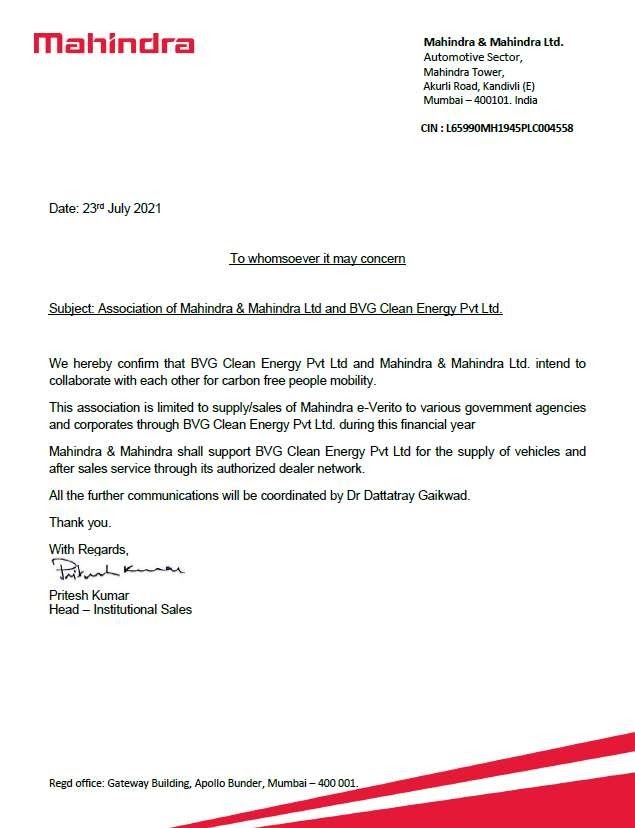 Mahindra
Mahindra & Mahindra Ltd.
Automotive Sector,
Mahindra Tower,
Akurli Road, Kandivli (E)
Mumbai – 400101. India
CIN : L65990MH1945PLC004558
Date: 23rd July 2021
To whomsoever it may concern
Subject: Association of Mahindra & Mahindra Ltd and BVG Clean Energy Pvt Ltd.
We hereby confirm that BVG Clean Energy Pvt Ltd and Mahindra & Mahindra Ltd. intend to
collaborate with each other for carbon free people mobility.
This association is limited to supply/sales of Mahindra e-Verito to various government agencies
and corporates through BVG Clean Energy Pvt Ltd. during this financial year
Mahindra & Mahindra shall support BVG Clean Energy Pvt Ltd for the supply of vehicles and
after sales service through its authorized dealer network.
All the further communications will be coordinated by Dr Dattatray Gaikwad.
Thank you.
With Regards,
Pritesh Kumar
Pritesh Kumar
Head – Institutional Sales
Regd office: Gateway Building, Apollo Bunder, Mumbai – 400 001.